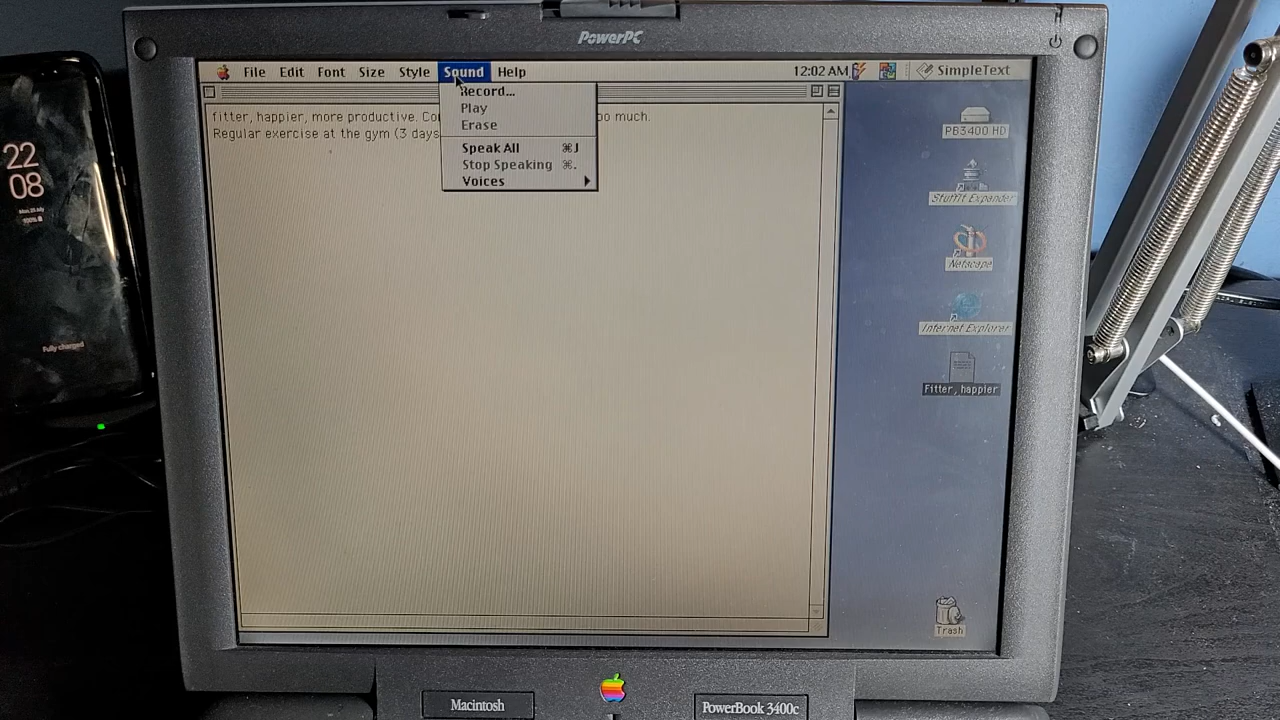 PowerPC
File Edit Font Size Style Sound Help 12:02 AM SimpleText
Record...
Play
Erase
Speak All ⌘J
Stop Speaking ⌘.
Voices
fitter, happier, more productive. oo much.
Regular exercise at the gym (3 days
PB3400 HD
StuffIt Expander
Netscape
Internet Explorer
Fitter, happier
Trash
22
08
100%
Fully charged
Macintosh
PowerBook 3400c